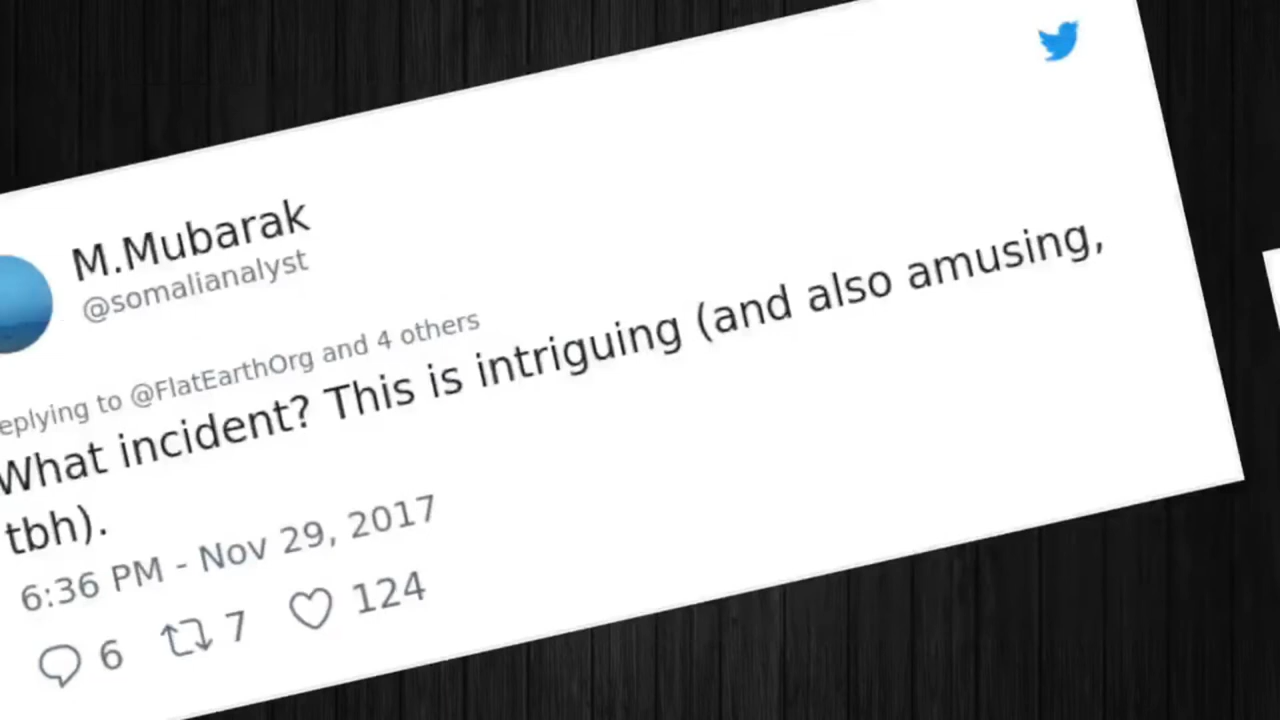 M.Mubarak
@somalianalyst
eplying to @FlatEarthOrg and 4 others
What incident? This is intriguing (and also amusing,
tbh).
6:36 PM - Nov 29, 2017
6 7 124